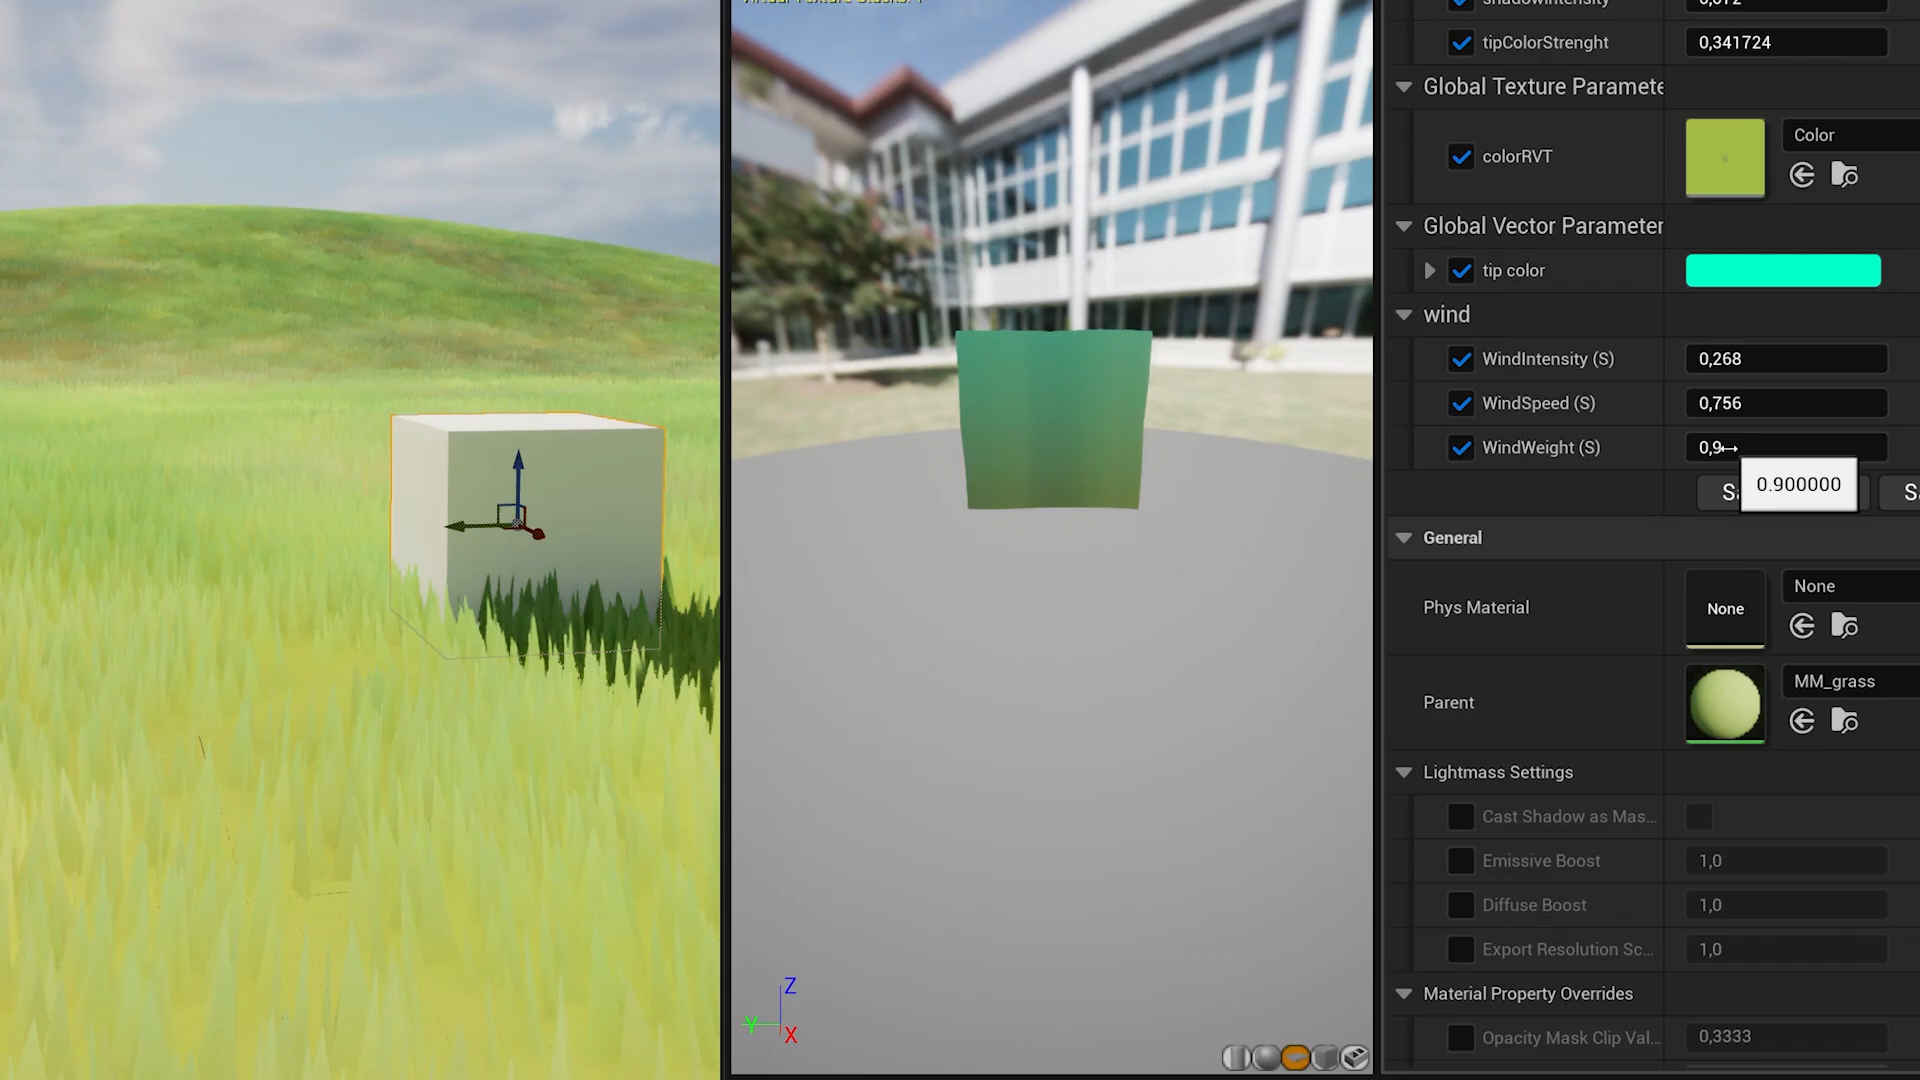 tipColorStrenght
0,341724
Global Texture Paramete
colorRVT
Color
Global Vector Parameter
tip color
wind
WindIntensity (S)
0,268
WindSpeed (S)
0,756
WindWeight (S)
0,9
0.900000
General
Phys Material
None
None
Parent
MM_grass
Lightmass Settings
Cast Shadow as Mas...
Emissive Boost
1,0
Diffuse Boost
1,0
Export Resolution Sc...
1,0
Material Property Overrides
Opacity Mask Clip Val...
0,3333
Z
Y
X